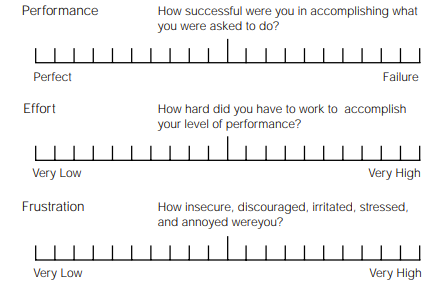 Performance How successful were you in accomplishing what
you were asked to do?
Perfect Failure
Effort How hard did you have to work to accomplish
your level of performance?
Very Low Very High
Frustration How insecure, discouraged, irritated, stressed,
and annoyed wereyou?
Very Low Very High